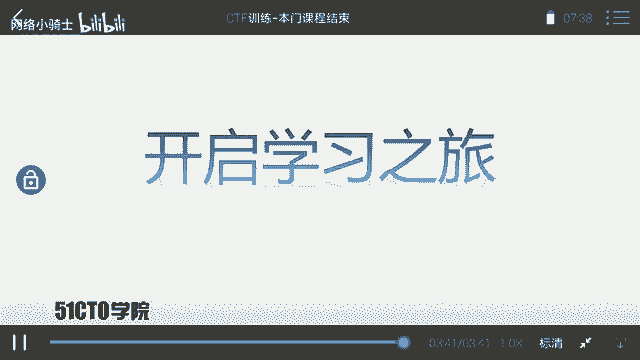 网络小骑士 bilibili
CTF训练-本门课程结束
07:38
开启学习之旅
51CTO学院
03:41/03:41 1.0X 标清